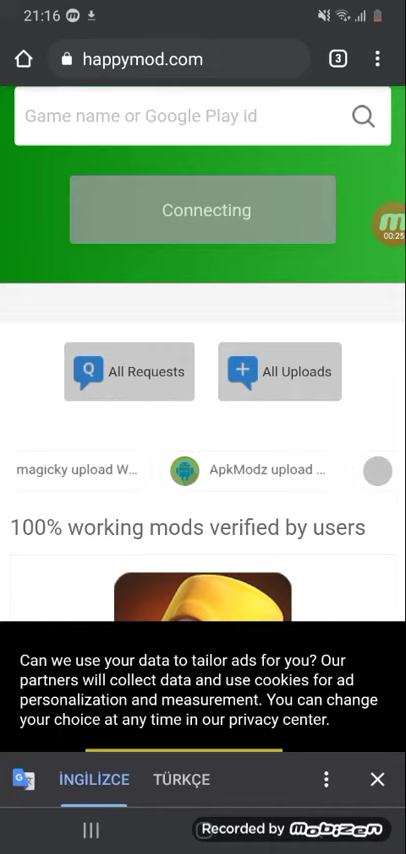 21:16
happymod.com
3
Game name or Google Play id
Connecting
00:25
Q All Requests
All Uploads
magicky upload W...
ApkModz upload ...
100% working mods verified by users
Can we use your data to tailor ads for you? Our
partners will collect data and use cookies for ad
personalization and measurement. You can change
your choice at any time in our privacy center.
İNGİLİZCE
TÜRKÇE
Recorded by mobizen